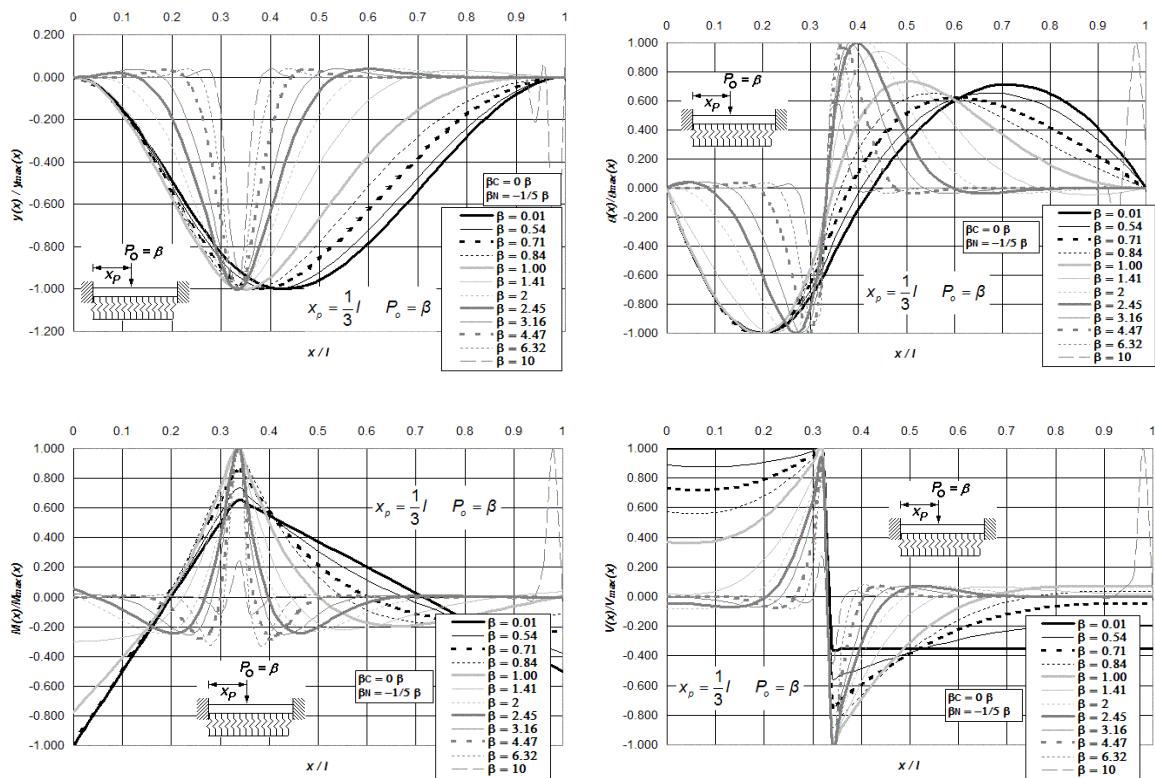 0 0.1 0.2 0.3 0.4 0.5 0.6 0.7 0.8 0.9 1
0.200
0.000
-0.200
-0.400
-0.600
-0.800
-1.000
-1.200
y(x) / ymax(x)
x / l
Po = β
xP
xp = 1/3 l Po = β
βC = 0 β
βN = −1/5 β
β = 0.01
β = 0.54
β = 0.71
β = 0.84
β = 1.00
β = 1.41
β = 2
β = 2.45
β = 3.16
β = 4.47
β = 6.32
β = 10
0 0.1 0.2 0.3 0.4 0.5 0.6 0.7 0.8 0.9 1
1.000
0.800
0.600
0.400
0.200
0.000
-0.200
-0.400
-0.600
-0.800
-1.000
x / l
Po = β
xP
xp = 1/3 l Po = β
βC = 0 β
βN = −1/5 β
β = 0.01
β = 0.54
β = 0.71
β = 0.84
β = 1.00
β = 1.41
β = 2
β = 2.45
β = 3.16
β = 4.47
β = 6.32
β = 10
0 0.1 0.2 0.3 0.4 0.5 0.6 0.7 0.8 0.9 1
1.000
0.800
0.600
0.400
0.200
0.000
-0.200
-0.400
-0.600
-0.800
-1.000
M(x)/Mmax(x)
x / l
xp = 1/3 l Po = β
Po = β
xP
βC = 0 β
βN = −1/5 β
β = 0.01
β = 0.54
β = 0.71
β = 0.84
β = 1.00
β = 1.41
β = 2
β = 2.45
β = 3.16
β = 4.47
β = 6.32
β = 10
0 0.1 0.2 0.3 0.4 0.5 0.6 0.7 0.8 0.9 1
1.000
0.800
0.600
0.400
0.200
0.000
-0.200
-0.400
-0.600
-0.800
-1.000
V(x)/Vmax(x)
x / l
Po = β
xP
xp = 1/3 l Po = β
βC = 0 β
βN = −1/5 β
β = 0.01
β = 0.54
β = 0.71
β = 0.84
β = 1.00
β = 1.41
β = 2
β = 2.45
β = 3.16
β = 4.47
β = 6.32
β = 10